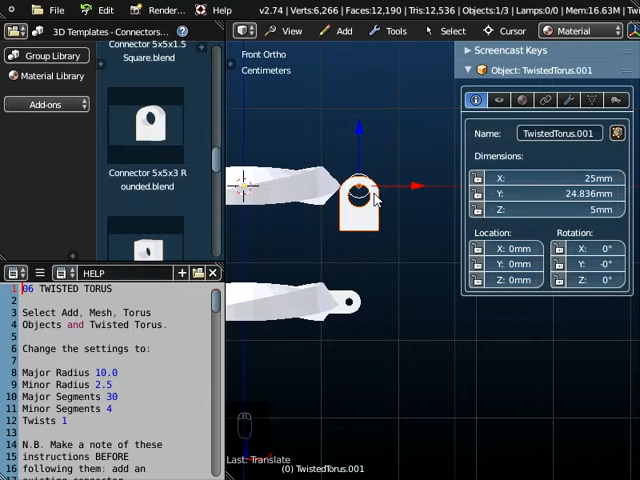 File Edit Window Render Help
v2.74 | Verts:6,266 | Faces:12,190 | Tris:12,536 | Objects:1/3 | Lamps:0/0 | Mem:16.63M | Tw
3D Templates - Connectors...
View Add Tools Select Cursor Material
Group Library
Material Library
Add-ons
Connector 5x5x1.5
Square.blend
Connector 5x5x3 R
ounded.blend
Front Ortho
Centimeters
Screencast Keys
Object: TwistedTorus.001
Name: TwistedTorus.001
Dimensions:
X: 25mm
Y: 24.836mm
Z: 5mm
Location: Rotation:
X: 0mm X: 0°
Y: 0mm Y: -0°
Z: 0mm Z: 0°
HELP
1 06 TWISTED TORUS
2
3 Select Add, Mesh, Torus
4 Objects and Twisted Torus.
5
6 Change the settings to:
7
8 Major Radius 10.0
9 Minor Radius 2.5
10 Major Segments 30
11 Minor Segments 4
12 Twists 1
13
14 N.B. Make a note of these
15 instructions BEFORE
16 following them: add an
Last: Translate
(0) TwistedTorus.001